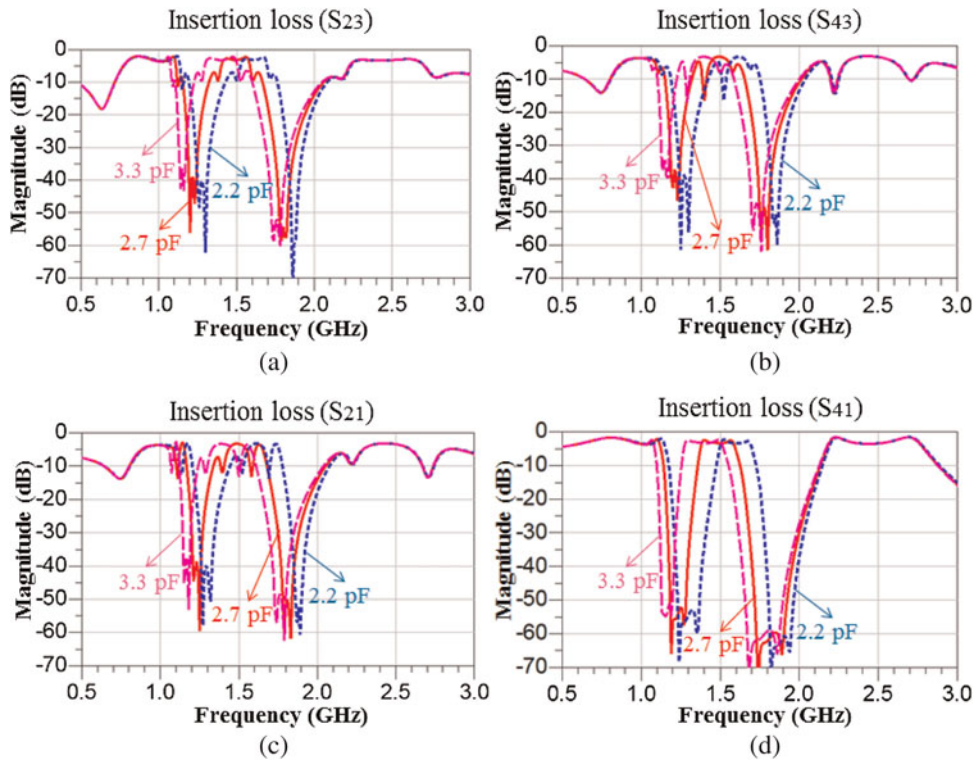 Insertion loss (S23)
Magnitude (dB)
0
-10
-20
-30
-40
-50
-60
-70
3.3 pF
2.2 pF
2.7 pF
0.5 1.0 1.5 2.0 2.5 3.0
Frequency (GHz)
(a)
Insertion loss (S43)
Magnitude (dB)
0
-10
-20
-30
-40
-50
-60
-70
3.3 pF
2.2 pF
2.7 pF
0.5 1.0 1.5 2.0 2.5 3.0
Frequency (GHz)
(b)
Insertion loss (S21)
Magnitude (dB)
0
-10
-20
-30
-40
-50
-60
-70
3.3 pF
2.7 pF
2.2 pF
0.5 1.0 1.5 2.0 2.5 3.0
Frequency (GHz)
(c)
Insertion loss (S41)
Magnitude (dB)
0
-10
-20
-30
-40
-50
-60
70
3.3 pF
2.7 pF
2.2 pF
0.5 1.0 1.5 2.0 2.5 3.0
Frequency (GHz)
(d)